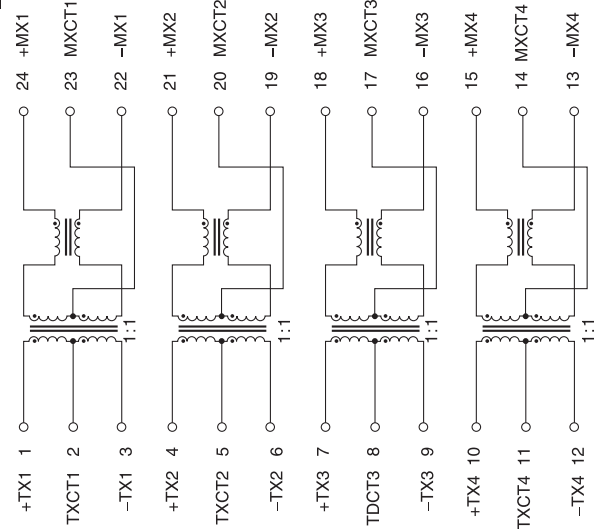 24 +MX1
23 MXCT1
22 −MX1
21 +MX2
20 MXCT2
19 −MX2
18 +MX3
17 MXCT3
16 −MX3
15 +MX4
14 MXCT4
13 −MX4
1:1
1:1
1:1
1:1
+TX1 1
TXCT1 2
−TX1 3
+TX2 4
TXCT2 5
−TX2 6
+TX3 7
TDCT3 8
−TX3 9
+TX4 10
TXCT4 11
−TX4 12